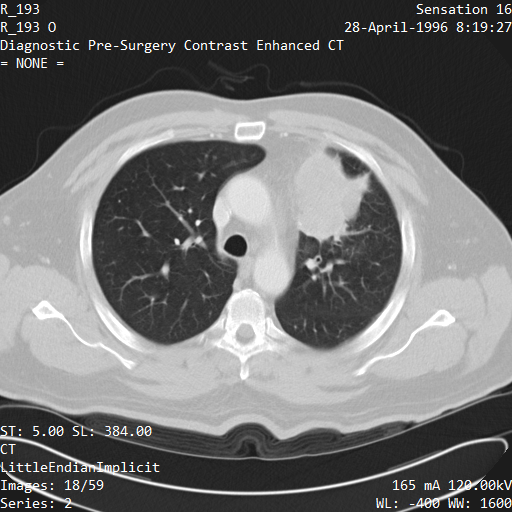 R_193
Sensation 16
R_193 O
28-April-1996 8:19:27
Diagnostic Pre-Surgery Contrast Enhanced CT
= NONE =
ST: 5.00 SL: 384.00
CT
LittleEndianImplicit
Images: 18/59
165 mA 120.00kV
Series: 2
WL: -400 WW: 1600